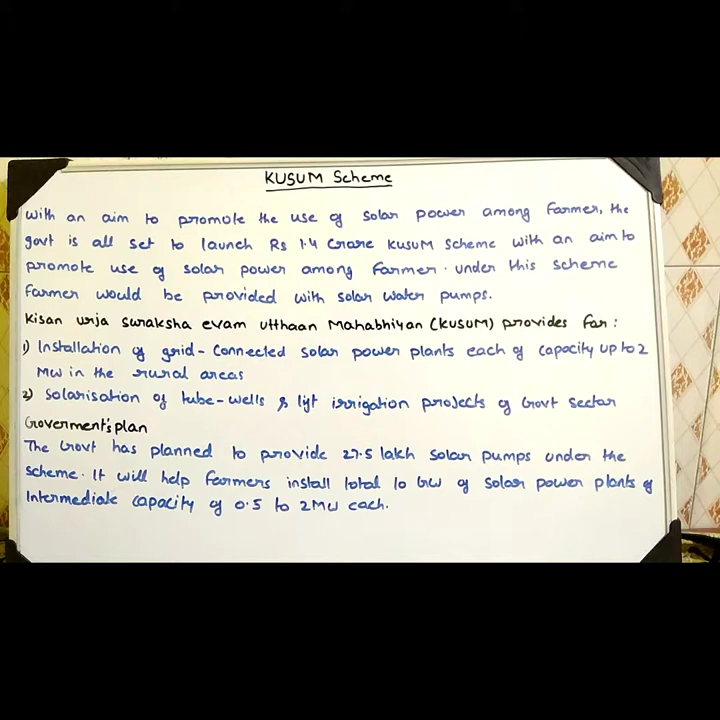 KUSUM Scheme
With an aim to promote the use of solar power among farmer, the
govt is all set to launch Rs 1.4 Crare KUSUM Scheme with an aim to
promote use of solar power among farmer. under this scheme
farmer would be provided with solar water pumps.
Kisan urja suraksha evam utthaan Mahabhiyan (KUSUM) provides far:
1) Installation of grid-connected solar power plants each of capacity up to 2
MW in the rural areas
2) Solarisation of tube-wells & lift irrigation projects of Govt sector
Goverment's plan
The Govt has planned to provide 27.5 lakh solar pumps under the
scheme. It will help farmers install total 10 GW of solar power plants of
Intermediate capacity of 0.5 to 2 MW each.